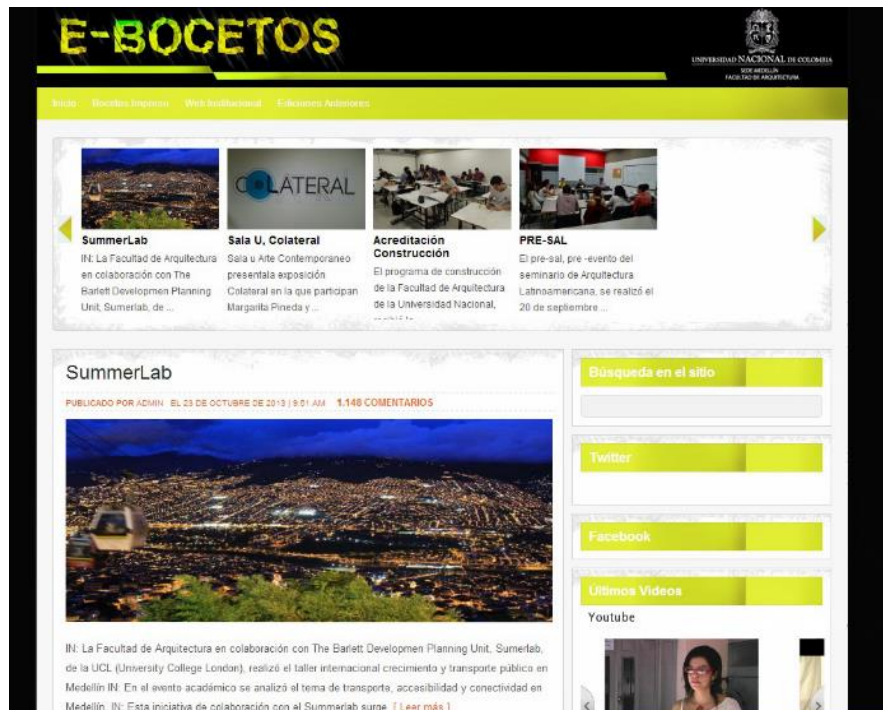 E-BOCETOS
UNIVERSIDAD NACIONAL DE COLOMBIA
SEDE MEDELLÍN
FACULTAD DE ARQUITECTURA
Inicio Bocetos Impreso Web Institucional Ediciones Anteriores
COLATERAL
SummerLab
IN: La Facultad de Arquitectura
en colaboración con The
Barlett Developmen Planning
Unit, Sumerlab, de ...
Sala U, Colateral
Sala u Arte Contemporaneo
presentala exposición
Colateral en la que participan
Margarita Pineda y ...
Acreditación
Construcción
El programa de construcción
de la Facultad de Arquitectura
de la Universidad Nacional,
PRE-SAL
El pre-sal, pre -evento del
seminario de Arquitectura
Latinoamericana, se realizó el
20 de septiembre ...
SummerLab
PUBLICADO POR ADMIN EL 23 DE OCTUBRE DE 2013 | 9:01 AM 1.148 COMENTARIOS
IN: La Facultad de Arquitectura en colaboración con The Barlett Developmen Planning Unit, Sumerlab,
de la UCL (University College London), realizó el taller internacional crecimiento y transporte público en
Medellín IN: En el evento académico se analizó el tema de transporte, accesibilidad y conectividad en
Medellín. IN: Esta iniciativa de colaboración con el Summerlab surge [ Leer más ]
Búsqueda en el sitio
Twitter
Facebook
Últimos Videos
Youtube